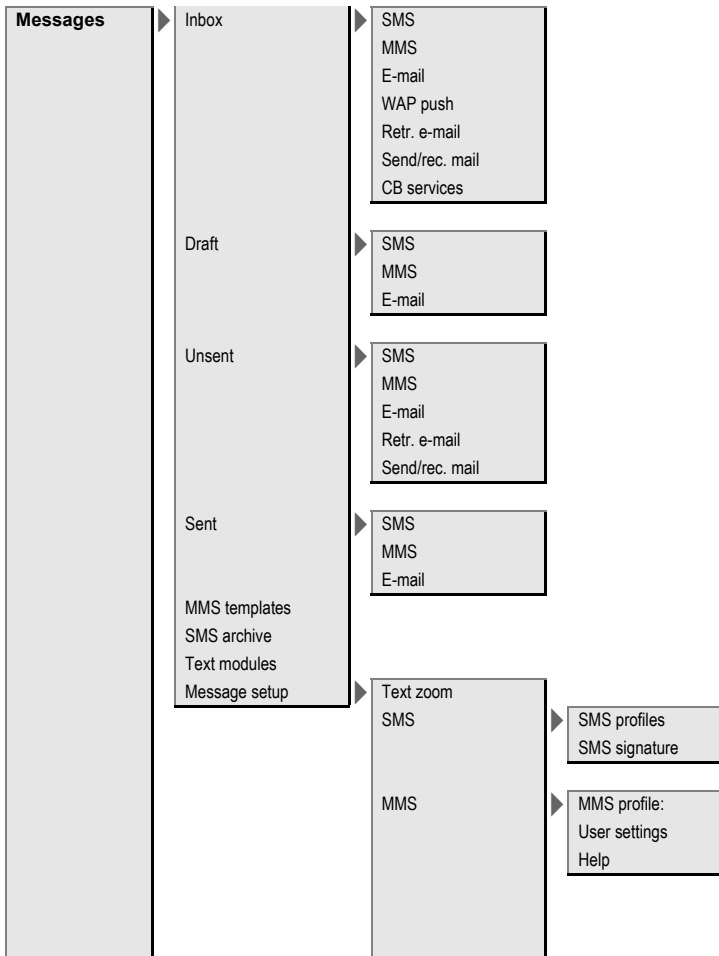 Messages
Inbox
SMS
MMS
E-mail
WAP push
Retr. e-mail
Send/rec. mail
CB services
Draft
SMS
MMS
E-mail
Unsent
SMS
MMS
E-mail
Retr. e-mail
Send/rec. mail
Sent
SMS
MMS
E-mail
MMS templates
SMS archive
Text modules
Message setup
Text zoom
SMS
SMS profiles
SMS signature
MMS
MMS profile:
User settings
Help